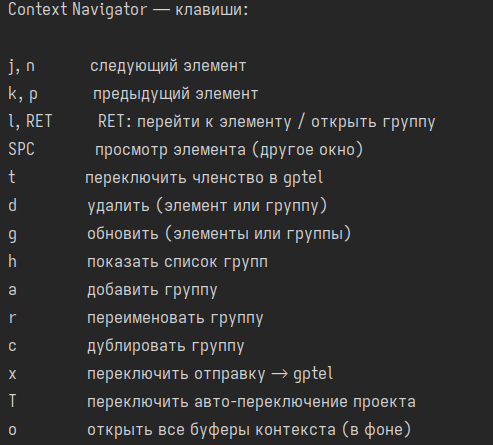 Context Navigator — клавиши:
j, n следующий элемент
k, p предыдущий элемент
l, RET RET: перейти к элементу / открыть группу
SPC просмотр элемента (другое окно)
t переключить членство в gptel
d удалить (элемент или группу)
g обновить (элементы или группы)
h показать список групп
a добавить группу
r переименовать группу
c дублировать группу
x переключить отправку → gptel
T переключить авто-переключение проекта
o открыть все буферы контекста (в фоне)